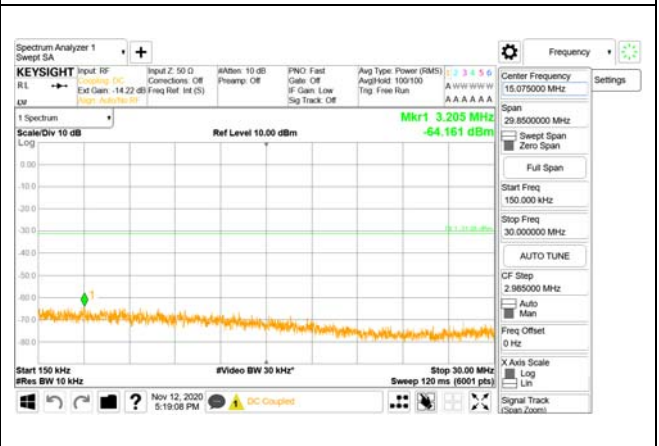 Spectrum Analyzer 1
Swept SA
+
Frequency
KEYSIGHT
Input: RF
Coupling: DC
Ext Gain: -14.22 dB
Align: Auto/No RF
Input Z: 50 Ω
Corrections: Off
Freq Ref: Int (S)
#Atten: 10 dB
Preamp: Off
PNO: Fast
Gate: Off
IF Gain: Low
Sig Track: Off
Avg Type: Power (RMS)
Avg|Hold: 100/100
Trig: Free Run
1 2 3 4 5 6
A W W W W W
A A A A A A
RL
LXI
1 Spectrum
Scale/Div 10 dB
Ref Level 10.00 dBm
Mkr1 3.205 MHz
-64.161 dBm
Log
0.00
-10.0
-20.0
-30.0
-40.0
-50.0
-60.0
-70.0
-80.0
1
Start 150 kHz
#Res BW 10 kHz
#Video BW 30 kHz*
Stop 30.00 MHz
Sweep 120 ms (6001 pts)
Nov 12, 2020
5:19:08 PM
DC Coupled
Center Frequency
15.075000 MHz
Settings
Span
29.8500000 MHz
Swept Span
Zero Span
Full Span
Start Freq
150.000 kHz
Stop Freq
30.000000 MHz
AUTO TUNE
CF Step
2.985000 MHz
Auto
Man
Freq Offset
0 Hz
X Axis Scale
Log
Lin
Signal Track
(Span Zoom)